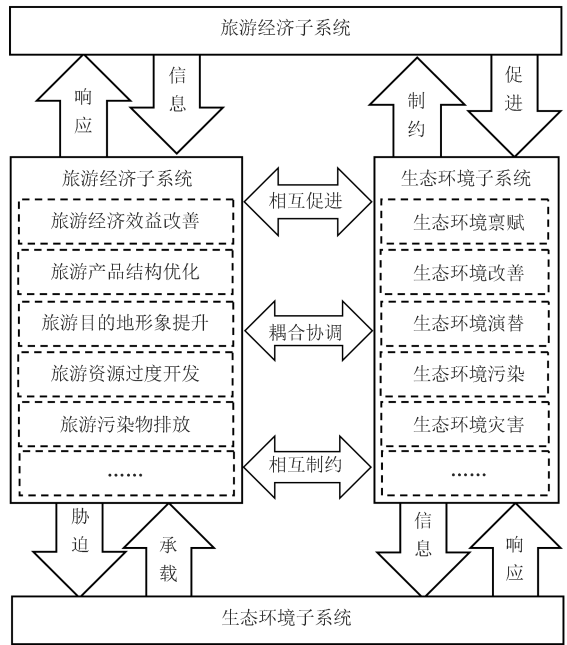 旅游经济子系统
响应
信息
制约
促进
旅游经济子系统
旅游经济效益改善
旅游产品结构优化
旅游目的地形象提升
旅游资源过度开发
旅游污染物排放
……
相互促进
耦合协调
相互制约
生态环境子系统
生态环境禀赋
生态环境改善
生态环境演替
生态环境污染
生态环境灾害
……
胁迫
承载
信息
响应
生态环境子系统